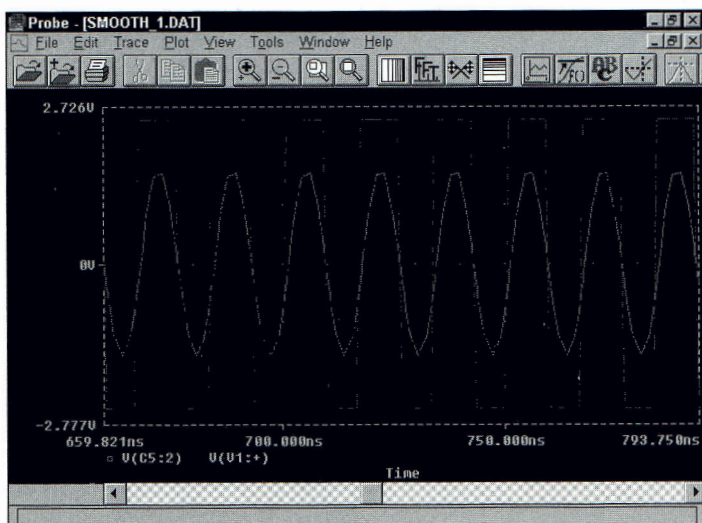 Probe - [SMOOTH_1.DAT]
File Edit Trace Plot View Tools Window Help
FFT
2.726V
0V
-2.777V
659.821ns 700.000ns 750.000ns 793.750ns
V(C5:2) V(V1:+)
Time